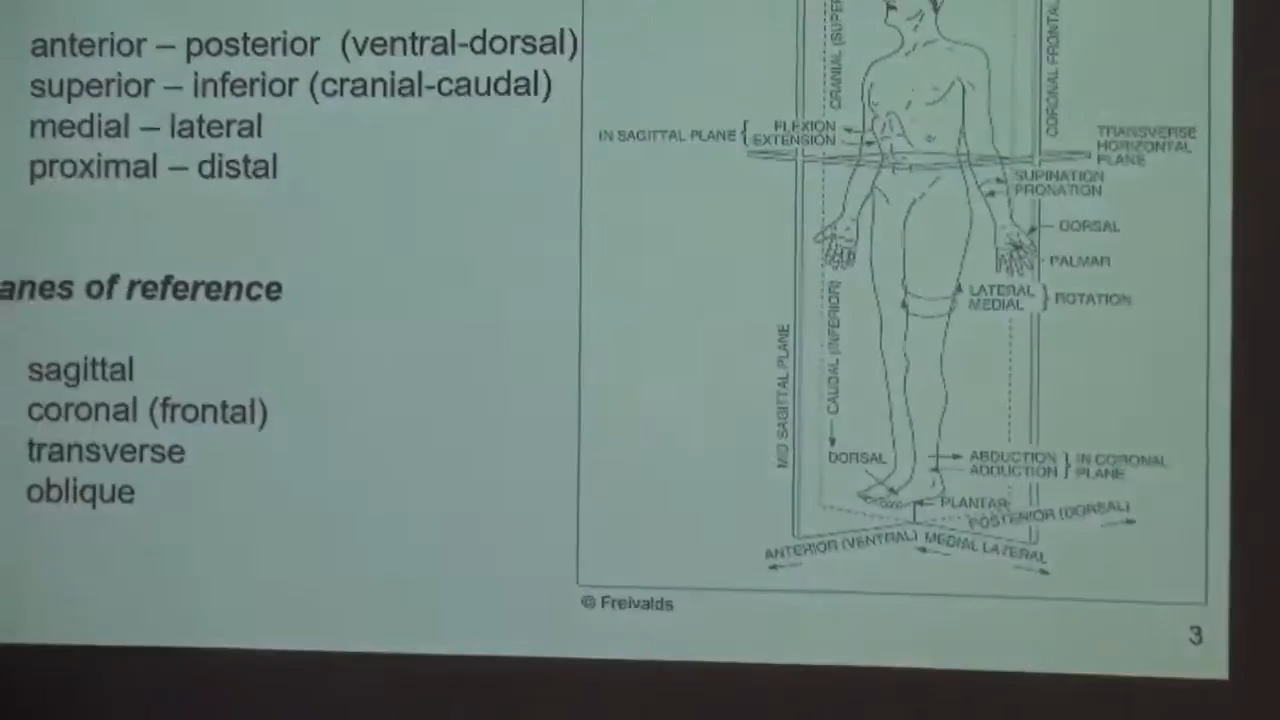 anterior – posterior (ventral-dorsal)
superior – inferior (cranial-caudal)
medial – lateral
proximal – distal
anes of reference
sagittal
coronal (frontal)
transverse
oblique
CRANIAL (SUPER
CORONAL FRONTAL
IN SAGITTAL PLANE { FLEXION
EXTENSION
TRANSVERSE
HORIZONTAL
PLANE
SUPINATION
PRONATION
DORSAL
PALMAR
LATERAL
MEDIAL } ROTATION
CAUDAL (INFERIOR)
MID SAGITTAL PLANE
DORSAL
ABDUCTION } IN CORONAL
ADDUCTION PLANE
PLANTAR
POSTERIOR (DORSAL)
ANTERIOR (VENTRAL) MEDIAL LATERAL
© Freivalds
3